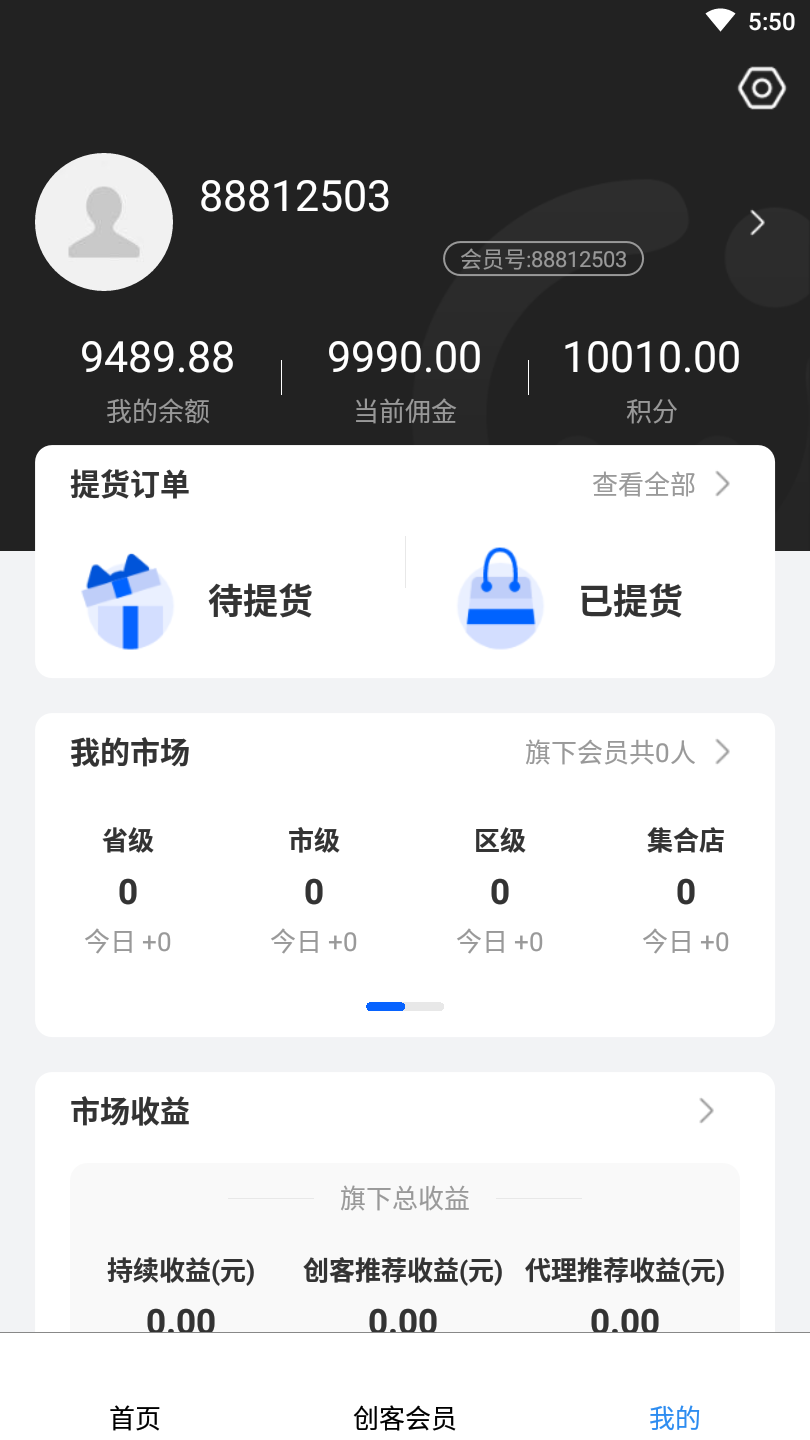 5:50
88812503
会员号:88812503
9489.88 9990.00 10010.00
我的余额 当前佣金 积分
提货订单 查看全部
待提货 已提货
我的市场 旗下会员共0人
省级 市级 区级 集合店
0 0 0 0
今日 +0 今日 +0 今日 +0 今日 +0
市场收益
旗下总收益
持续收益(元) 创客推荐收益(元) 代理推荐收益(元)
0.00 0.00 0.00
首页 创客会员 我的